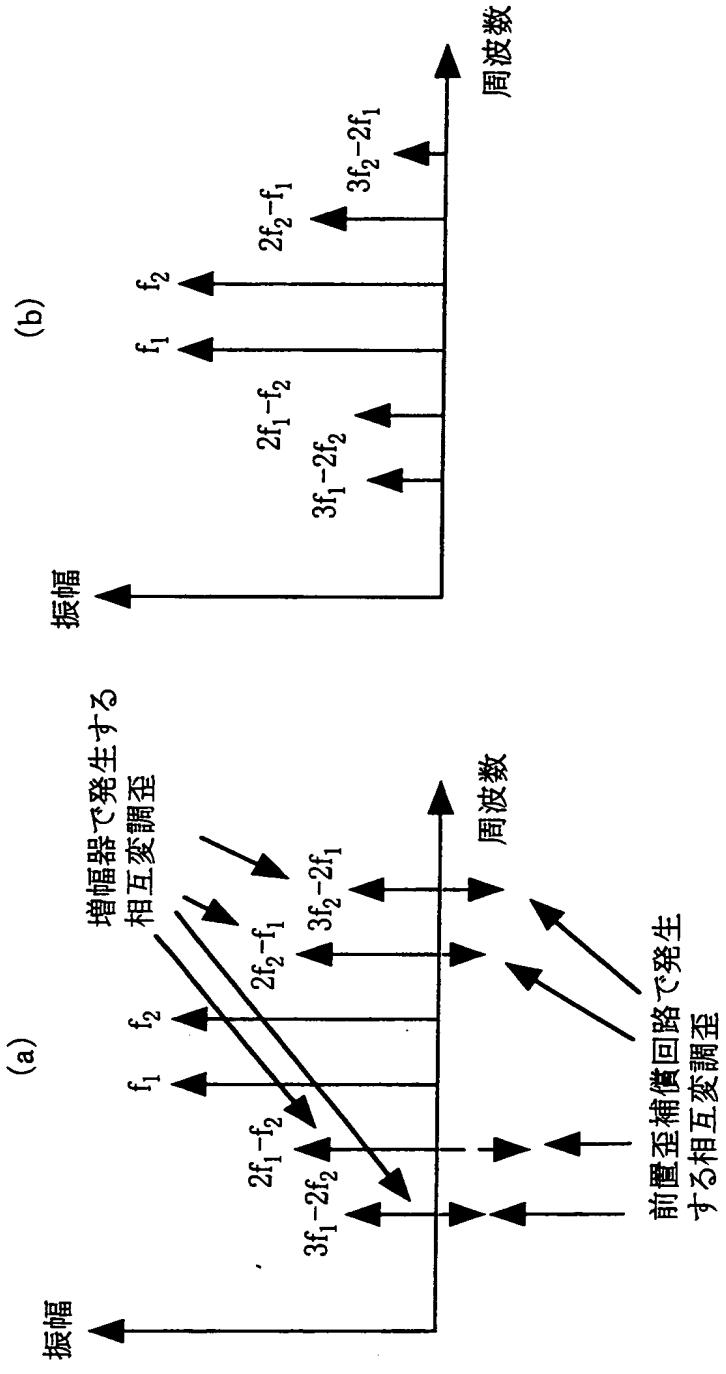 (a)
振幅
増幅器で発生する
相互変調歪
3f₁−2f₂
2f₁−f₂
f₁
f₂
2f₂−f₁
3f₂−2f₁
周波数
前置歪補償回路で発生
する相互変調歪
(b)
振幅
3f₁−2f₂
2f₁−f₂
f₁
f₂
2f₂−f₁
3f₂−2f₁
周波数